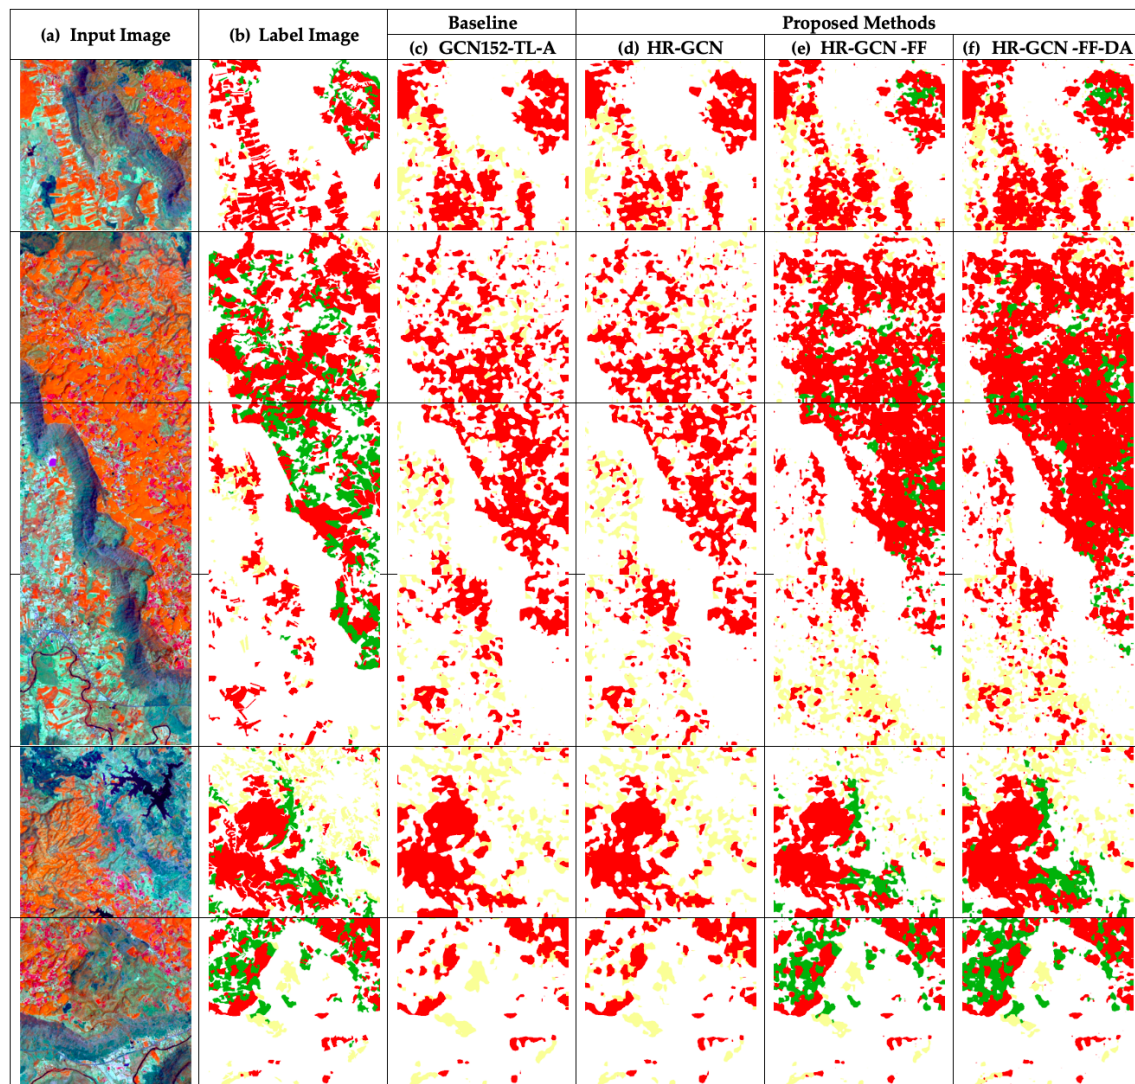 Baseline
Proposed Methods
(a) Input Image
(b) Label Image
(c) GCN152-TL-A
(d) HR-GCN
(e) HR-GCN -FF
(f) HR-GCN -FF-DA